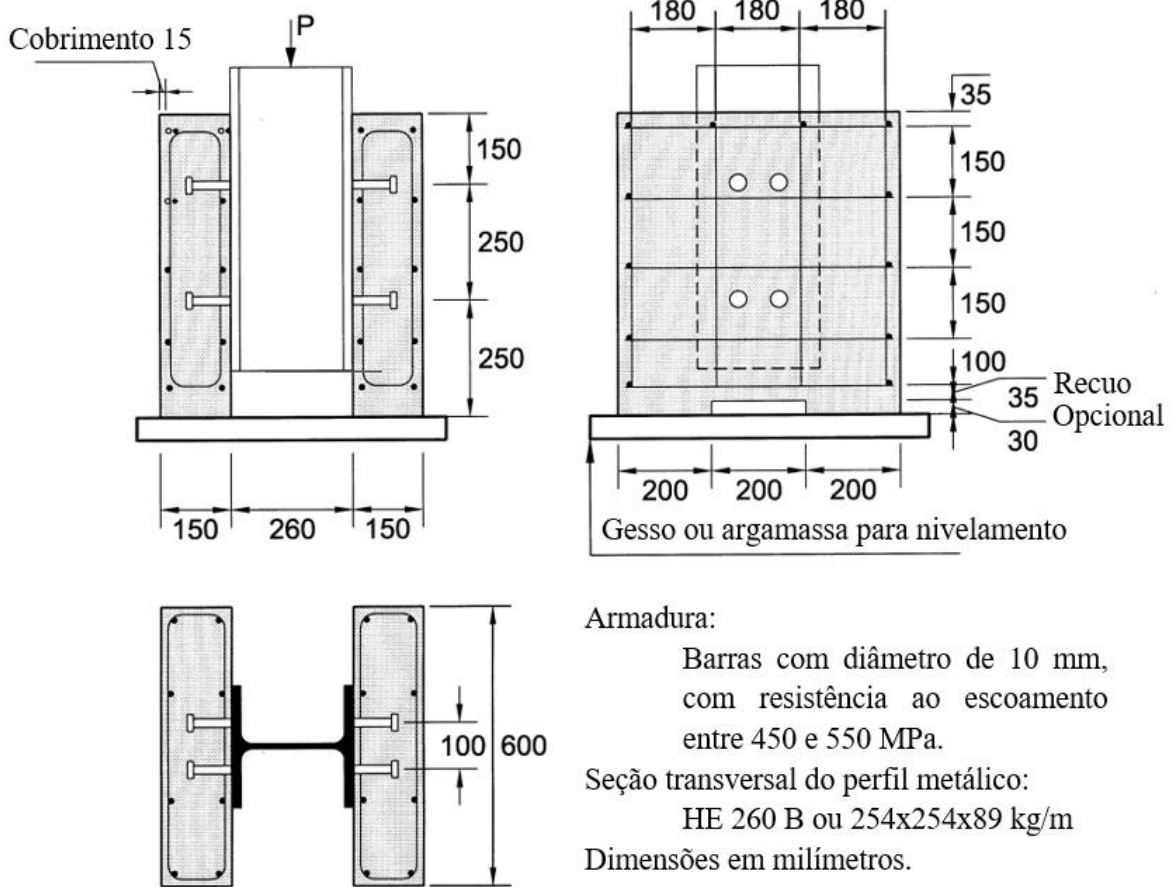 Cobrimento 15
P
150
250
250
150
260
150
180
180
180
35
150
150
150
100
35
Recuo
Opcional
30
200
200
200
Gesso ou argamassa para nivelamento
100
600
Armadura:
Barras com diâmetro de 10 mm,
com resistência ao escoamento
entre 450 e 550 MPa.
Seção transversal do perfil metálico:
HE 260 B ou 254x254x89 kg/m
Dimensões em milímetros.